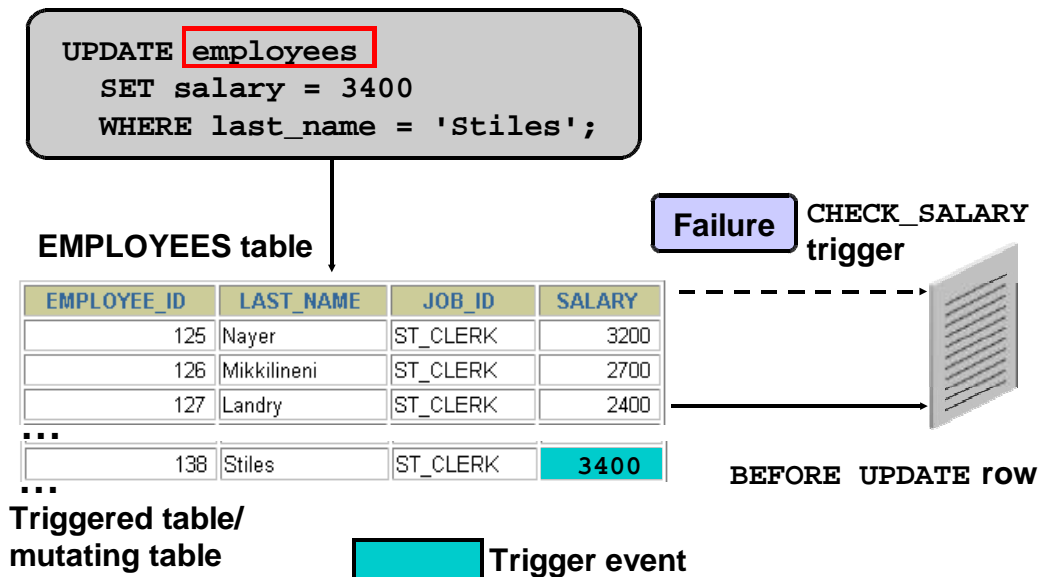 UPDATE employees
SET salary = 3400
WHERE last_name = 'Stiles';
EMPLOYEES table
Failure
CHECK_SALARY
trigger
EMPLOYEE_ID LAST_NAME JOB_ID SALARY
125 Nayer ST_CLERK 3200
126 Mikkilineni ST_CLERK 2700
127 Landry ST_CLERK 2400
...
138 Stiles ST_CLERK 3400
...
BEFORE UPDATE row
Triggered table/
mutating table
Trigger event